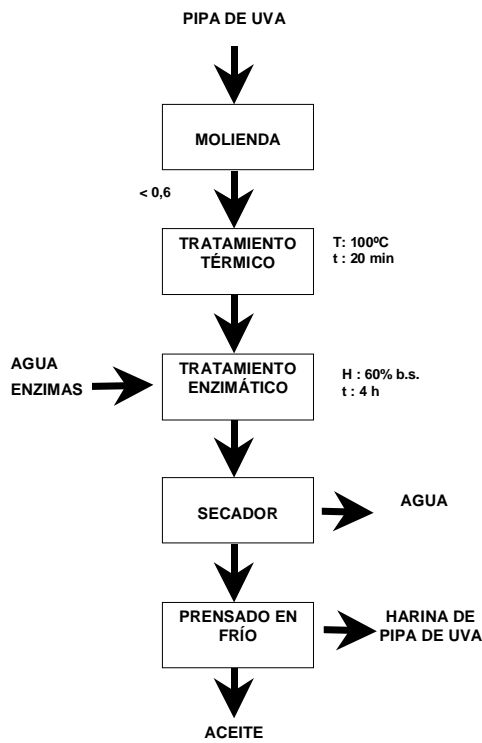 PIPA DE UVA
MOLIENDA
< 0,6
TRATAMIENTO
TÉRMICO
T: 100ºC
t : 20 min
AGUA
ENZIMAS
TRATAMIENTO
ENZIMÁTICO
H : 60% b.s.
t : 4 h
SECADOR
AGUA
PRENSADO EN
FRÍO
HARINA DE
PIPA DE UVA
ACEITE